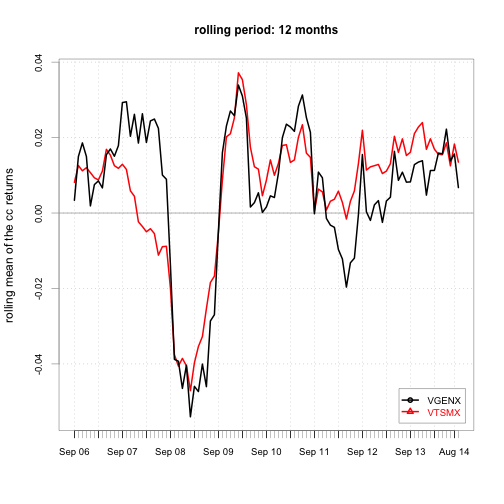 rolling period: 12 months
rolling mean of the cc returns
0.04
0.02
0.00
-0.02
-0.04
Sep 06 Sep 07 Sep 08 Sep 09 Sep 10 Sep 11 Sep 12 Sep 13 Aug 14
VGENX
VTSMX